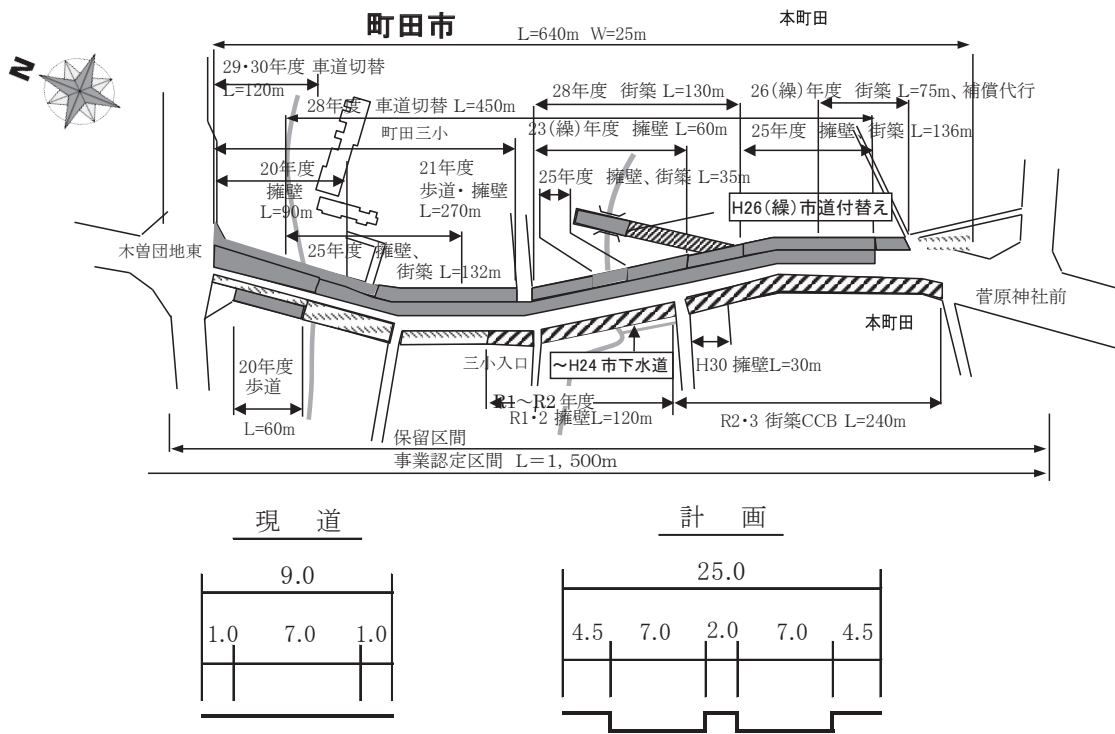 町田市
本町田
L=640m W=25m
N
29・30年度 車道切替
L=120m
28年度 車道切替 L=450m
28年度 街築 L=130m
26(繰)年度 街築 L=75m、補償代行
町田三小
23(繰)年度 擁壁 L=60m
25年度 擁壁、街築 L=136m
20年度
擁壁
L=90m
21年度
歩道・擁壁
L=270m
25年度 擁壁、街築 L=35m
H26(繰)市道付替え
木曽団地東
25年度 擁壁、
街築 L=132m
菅原神社前
本町田
三小入口
~H24 市下水道
H30 擁壁L=30m
20年度
歩道
L=60m
R1~R2 年度
R1・2 擁壁L=120m
R2・3 街築CCB L=240m
保留区間
事業認定区間 L=1,500m
現 道
計 画
9.0
25.0
1.0 7.0 1.0
4.5 7.0 2.0 7.0 4.5